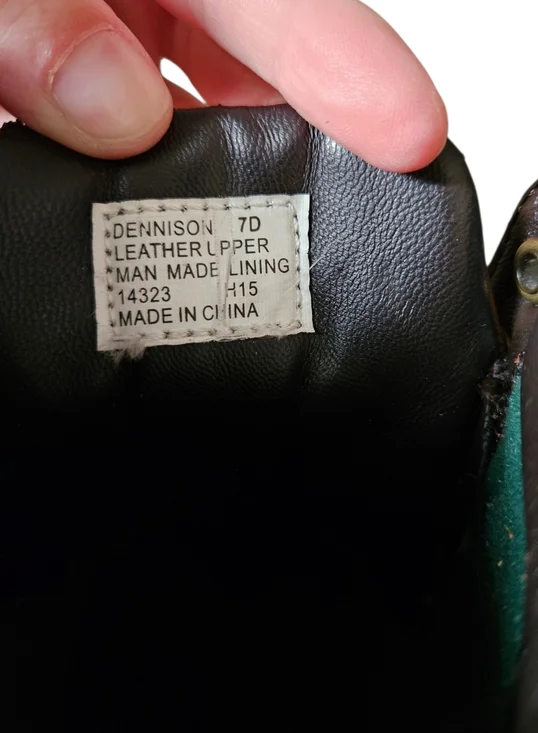 DENNISON 7D
LEATHER UPPER
MAN MADE LINING
14323 H15
MADE IN CHINA